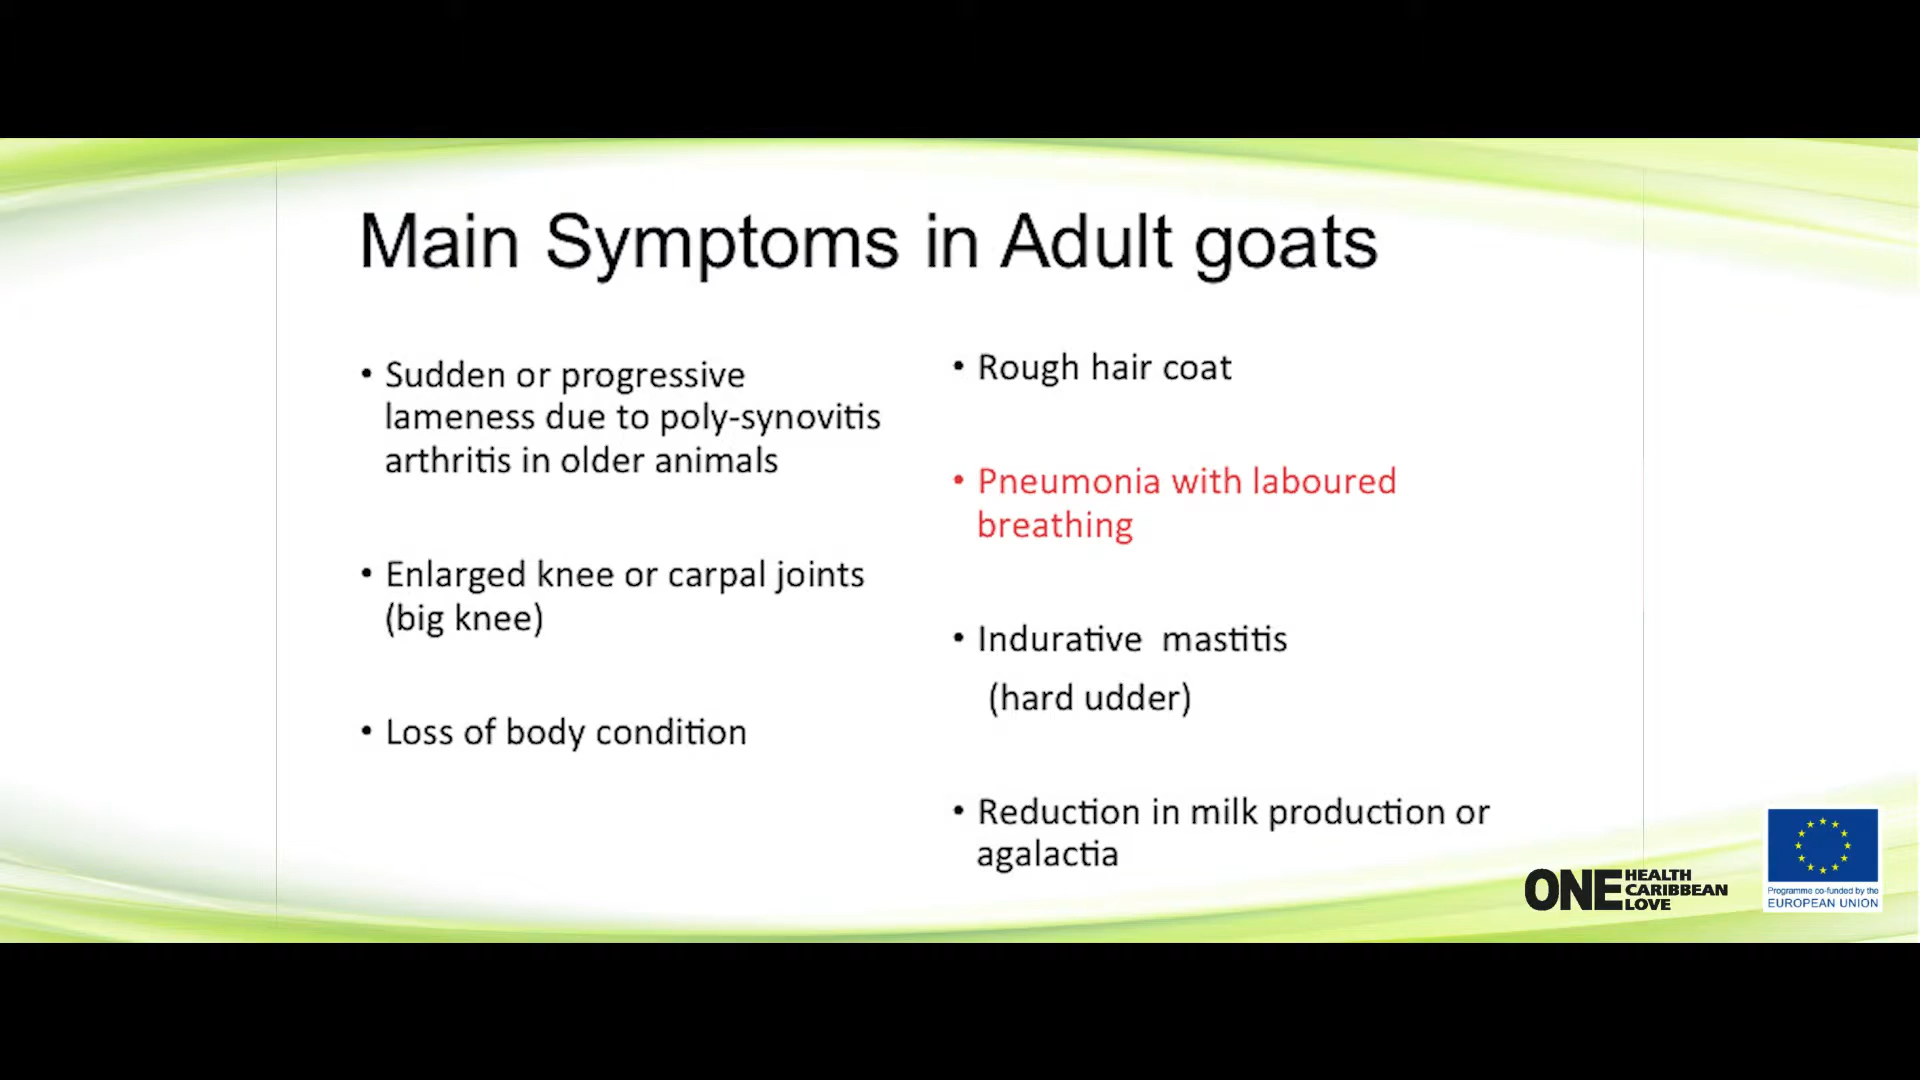 Main Symptoms in Adult goats
• Sudden or progressive
lameness due to poly-synovitis
arthritis in older animals
• Enlarged knee or carpal joints
(big knee)
• Loss of body condition
• Rough hair coat
• Pneumonia with laboured
breathing
• Indurative  mastitis
(hard udder)
• Reduction in milk production or
agalactia
ONE HEALTH
CARIBBEAN
LOVE
Programme co-funded by the
EUROPEAN UNION